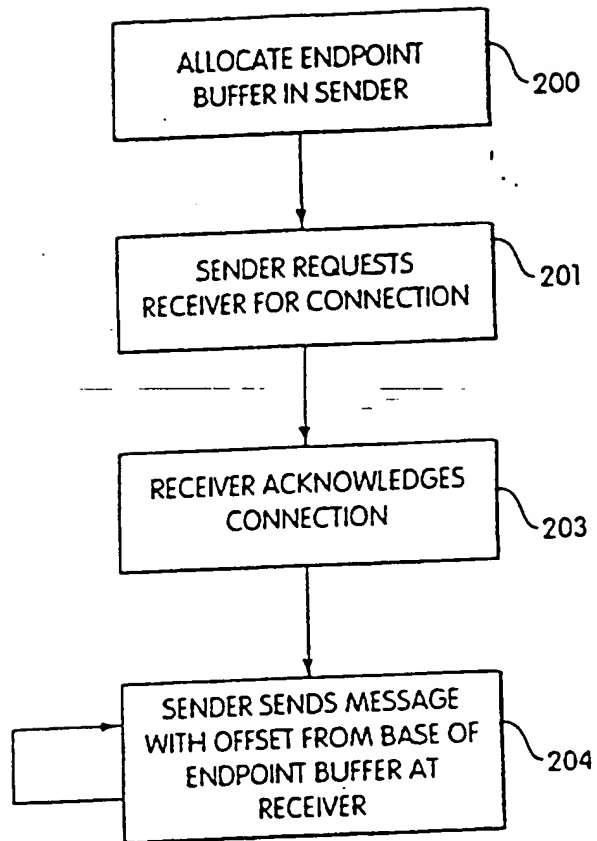 ALLOCATE ENDPOINT
BUFFER IN SENDER
200
SENDER REQUESTS
RECEIVER FOR CONNECTION
201
RECEIVER ACKNOWLEDGES
CONNECTION
203
SENDER SENDS MESSAGE
WITH OFFSET FROM BASE OF
ENDPOINT BUFFER AT
RECEIVER
204